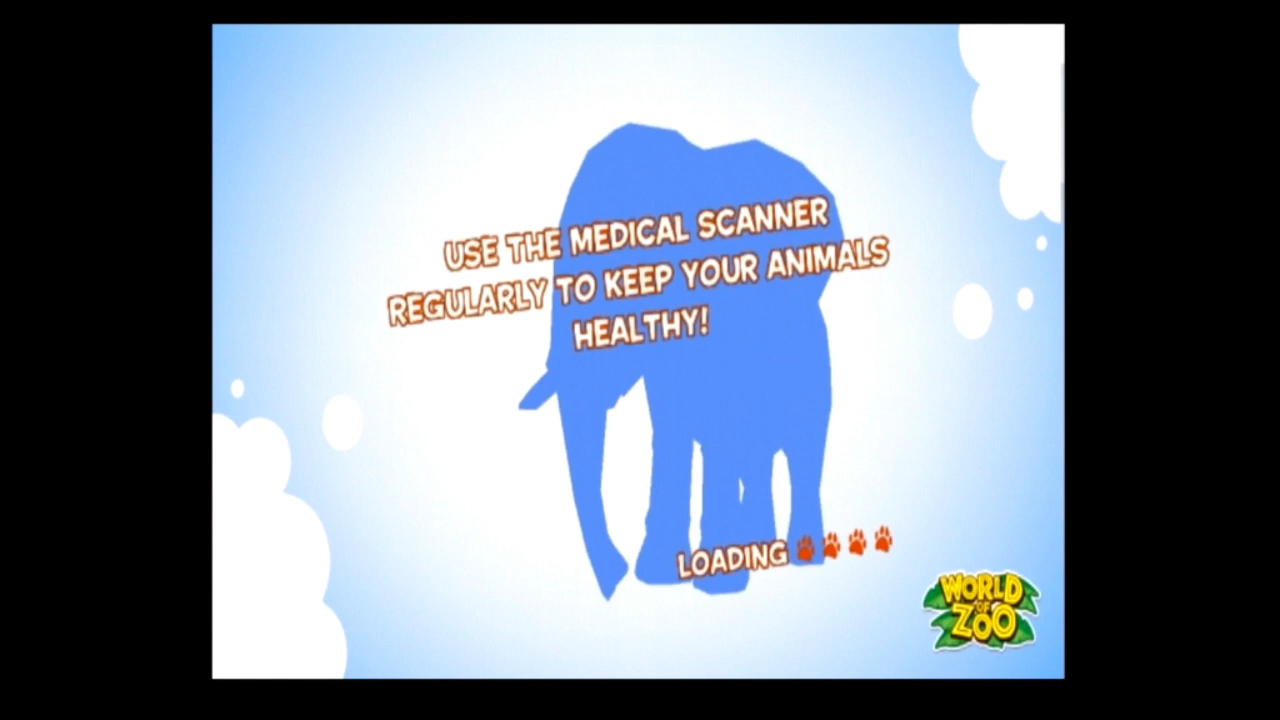 USE THE MEDICAL SCANNER
REGULARLY TO KEEP YOUR ANIMALS
HEALTHY!
LOADING
WORLD
OF
ZOO